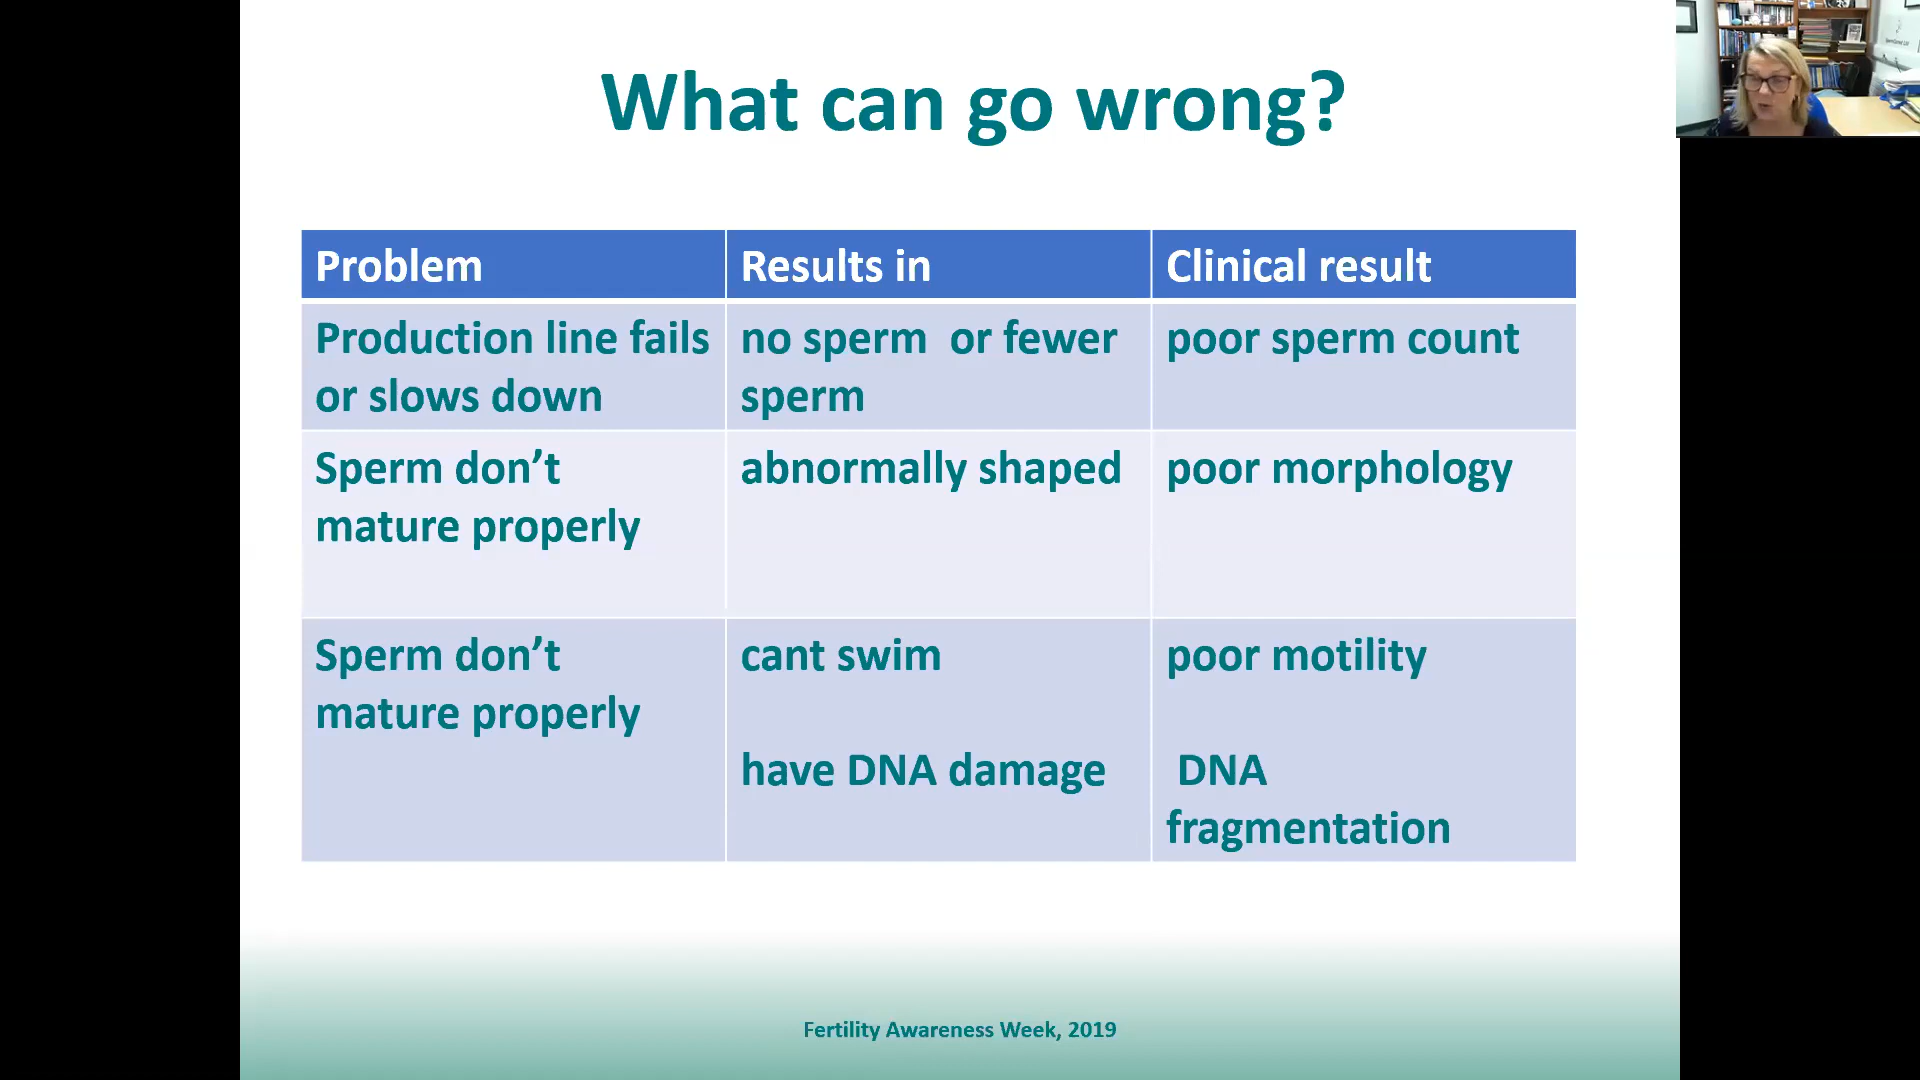 What can go wrong?
Problem
Results in
Clinical result
Production line fails
or slows down
no sperm  or fewer
sperm
poor sperm count
Sperm don’t
mature properly
abnormally shaped
poor morphology
Sperm don’t
mature properly
cant swim
have DNA damage
poor motility
DNA
fragmentation
Fertility Awareness Week, 2019